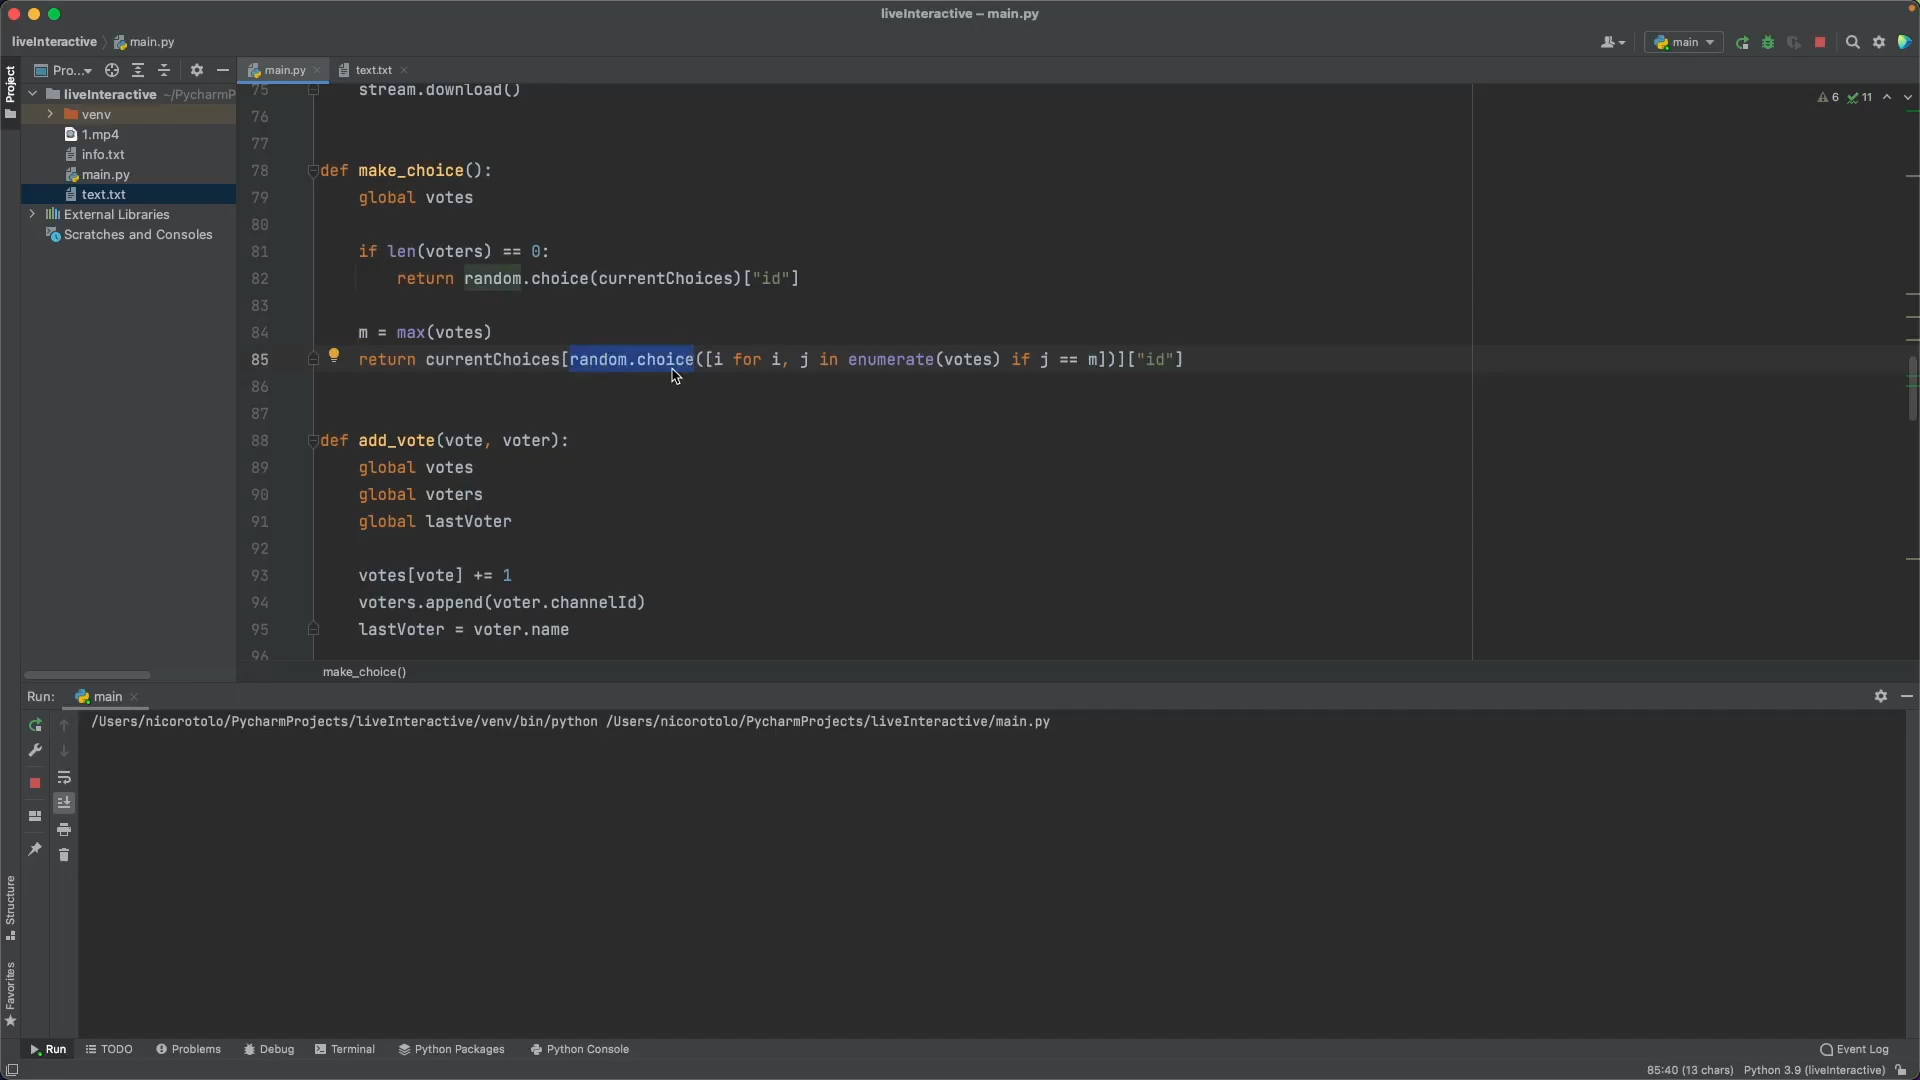 liveInteractive – main.py
liveInteractive
main.py
main
Project
Pro...
main.py
text.txt
6
11
liveInteractive ~/PycharmP
venv
1.mp4
info.txt
main.py
text.txt
External Libraries
Scratches and Consoles
75 stream.download()
76
77
78 def make_choice():
79 global votes
80
81 if len(voters) == 0:
82 return random.choice(currentChoices)["id"]
83
84 m = max(votes)
85 return currentChoices[random.choice([i for i, j in enumerate(votes) if j == m])]["id"]
86
87
88 def add_vote(vote, voter):
89 global votes
90 global voters
91 global lastVoter
92
93 votes[vote] += 1
94 voters.append(voter.channelId)
95 lastVoter = voter.name
96
make_choice()
Run: main
/Users/nicorotolo/PycharmProjects/liveInteractive/venv/bin/python /Users/nicorotolo/PycharmProjects/liveInteractive/main.py
Structure
Favorites
Run
TODO
Problems
Debug
Terminal
Python Packages
Python Console
Event Log
85:40 (13 chars) Python 3.9 (liveInteractive)